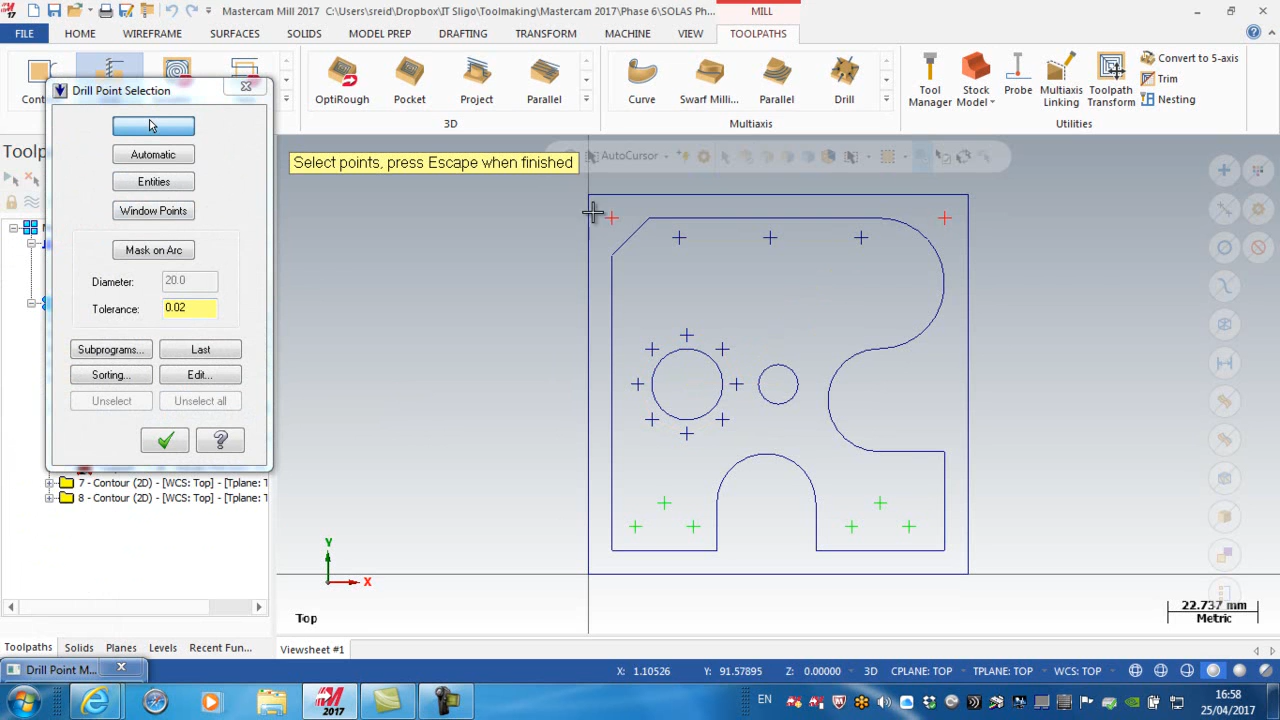 Mastercam Mill 2017 C:\Users\sreid\Dropbox\IT Sligo\Toolmaking\Mastercam 2017\Phase 6\SOLAS Ph...
MILL
FILE HOME WIREFRAME SURFACES SOLIDS MODEL PREP DRAFTING TRANSFORM MACHINE VIEW TOOLPATHS
Cont
OptiRough Pocket Project Parallel
3D
Curve Swarf Milli... Parallel Drill
Multiaxis
Tool Manager
Stock Model
Probe
Multiaxis Linking
Toolpath Transform
Convert to 5-axis
Trim
Nesting
Utilities
Drill Point Selection
Automatic
Entities
Window Points
Mask on Arc
Diameter: 20.0
Tolerance: 0.02
Subprograms... Last
Sorting... Edit...
Unselect Unselect all
Toolpaths
Select points, press Escape when finished
AutoCursor
7 - Contour (2D) - [WCS: Top] - [Tplane: T
8 - Contour (2D) - [WCS: Top] - [Tplane: T
Y
X
Top
22.737 mm
Metric
Toolpaths Solids Planes Levels Recent Fun...
Viewsheet #1
Drill Point M...
X: 1.10526 Y: 91.57895 Z: 0.00000 3D CPLANE: TOP TPLANE: TOP WCS: TOP
2017
EN
16:58
25/04/2017